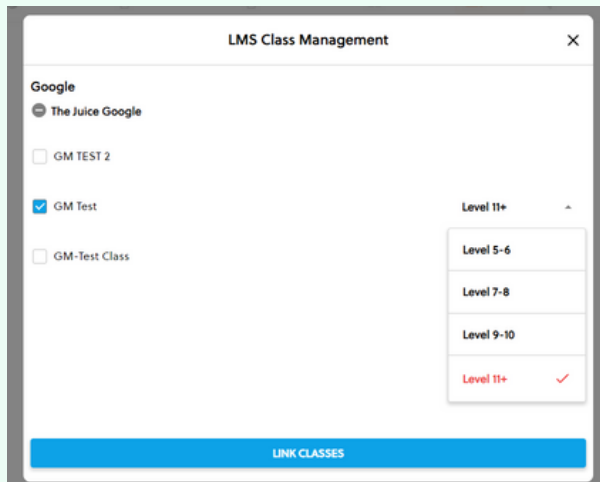 LMS Class Management
Google
The Juice Google
GM TEST 2
GM Test
Level 11+
GM-Test Class
Level 5-6
Level 7-8
Level 9-10
Level 11+
LINK CLASSES